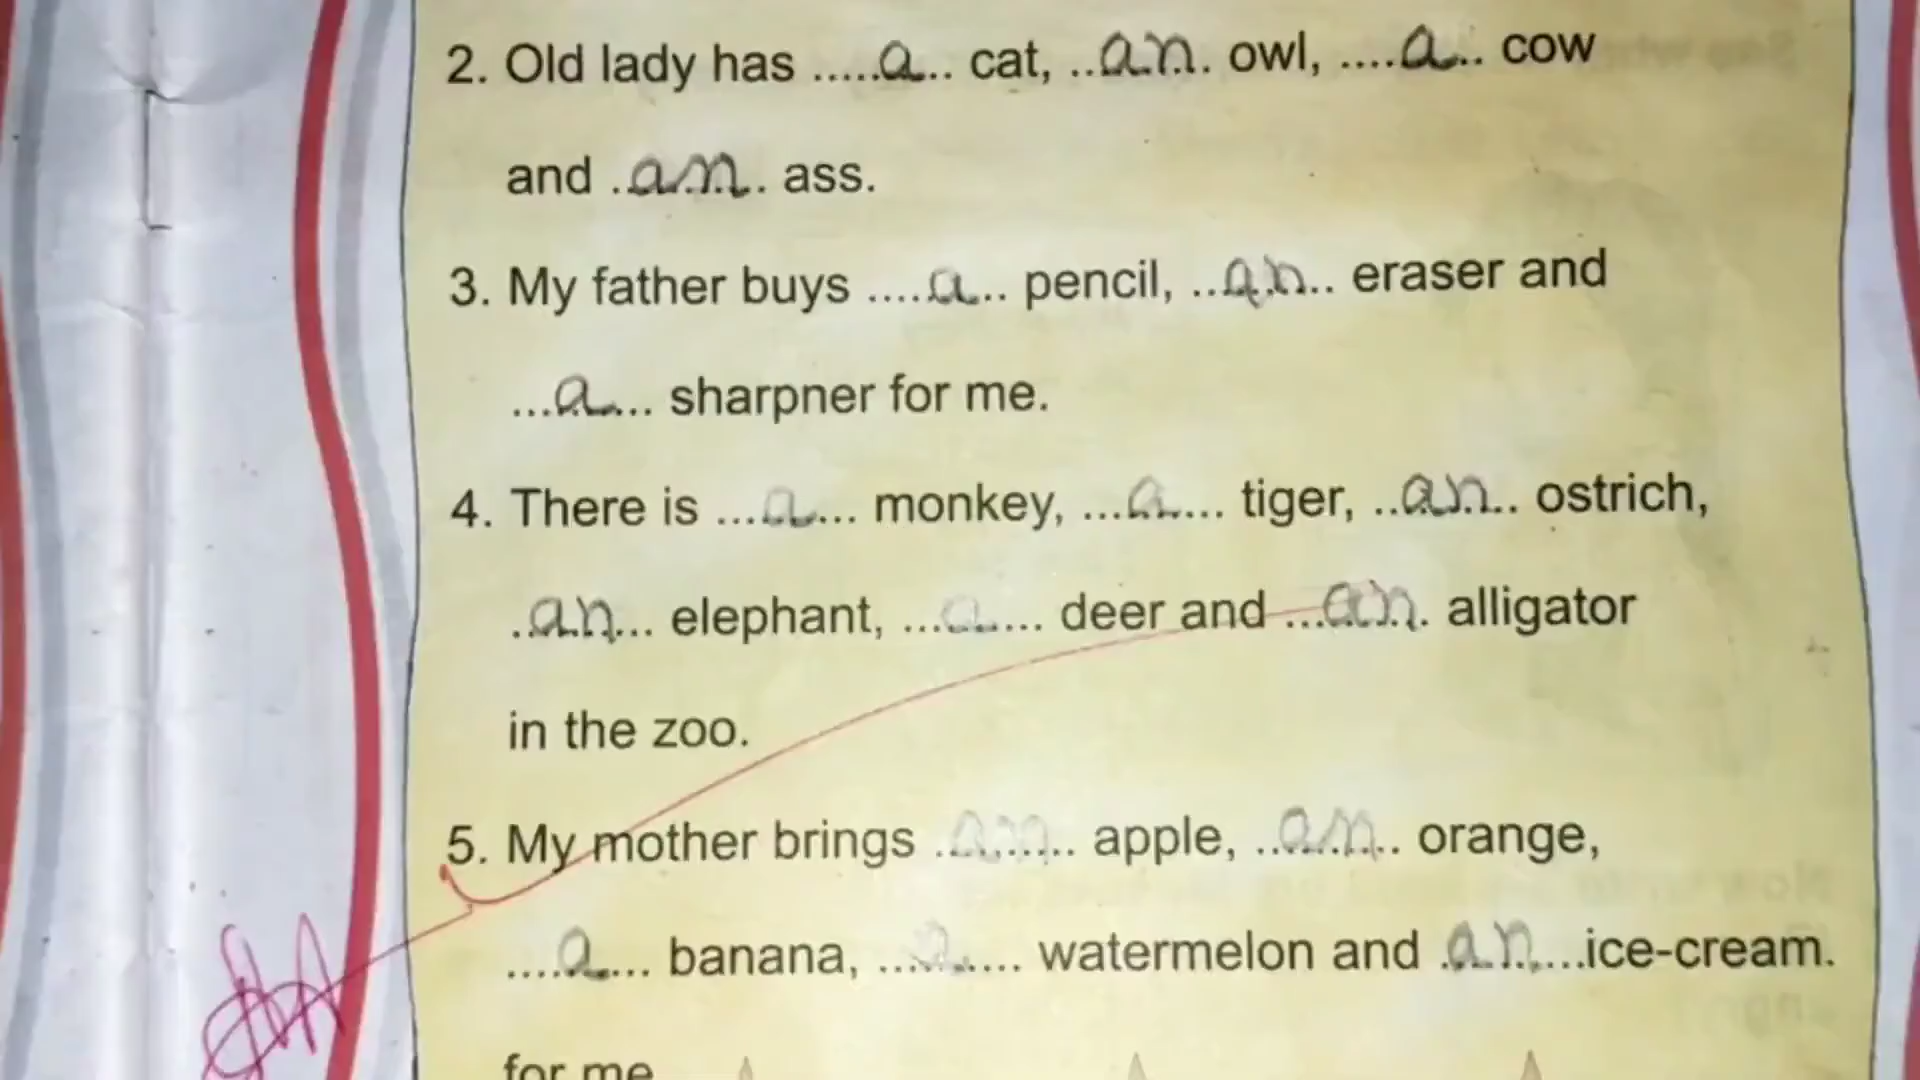 2. Old lady has .....a.. cat, ..an. owl, ....a.. cow
and .an. ass.
3. My father buys ....a.. pencil, ..an.. eraser and
...a... sharpner for me.
4. There is ...a... monkey, ...a... tiger, ..an.. ostrich,
.an... elephant, ...a.... deer and ...an. alligator
in the zoo.
5. My mother brings .an.. apple, ..an.. orange,
.....a... banana, ...a.... watermelon and .an....ice-cream.
for me